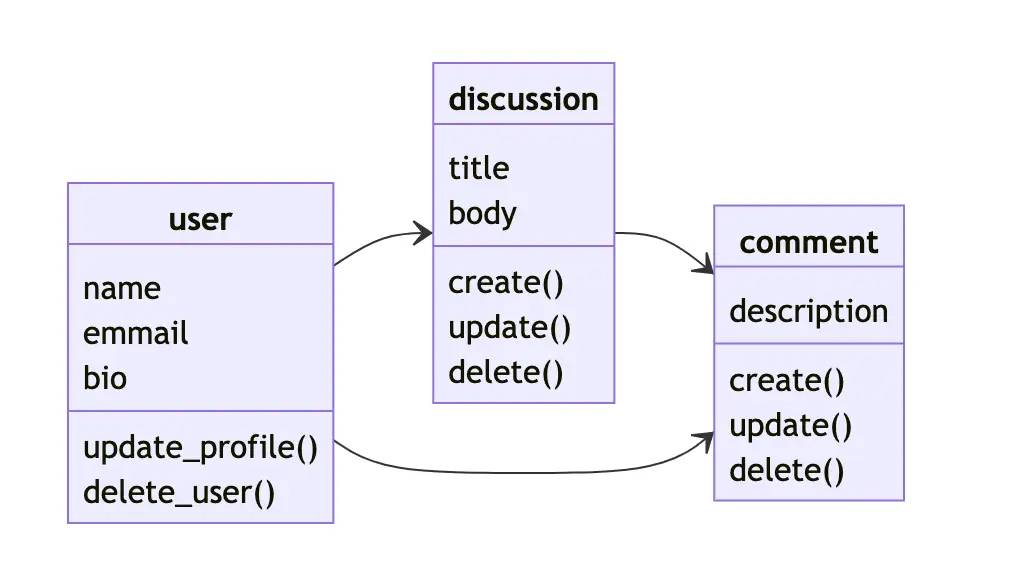 user
name
emmail
bio
update_profile()
delete_user()
discussion
title
body
create()
update()
delete()
comment
description
create()
update()
delete()